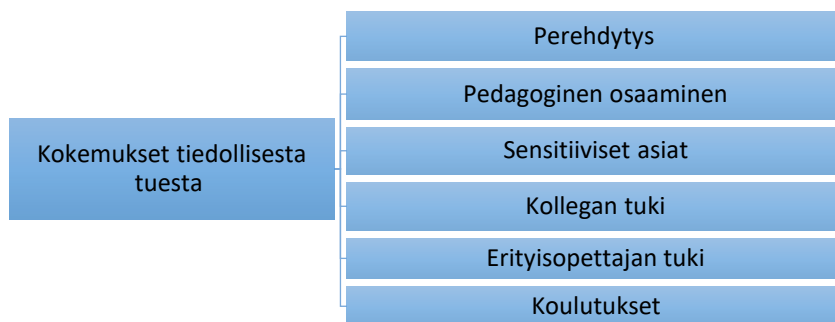 Kokemukset tiedollisesta
tuesta
Perehdytys
Pedagoginen osaaminen
Sensitiiviset asiat
Kollegan tuki
Erityisopettajan tuki
Koulutukset